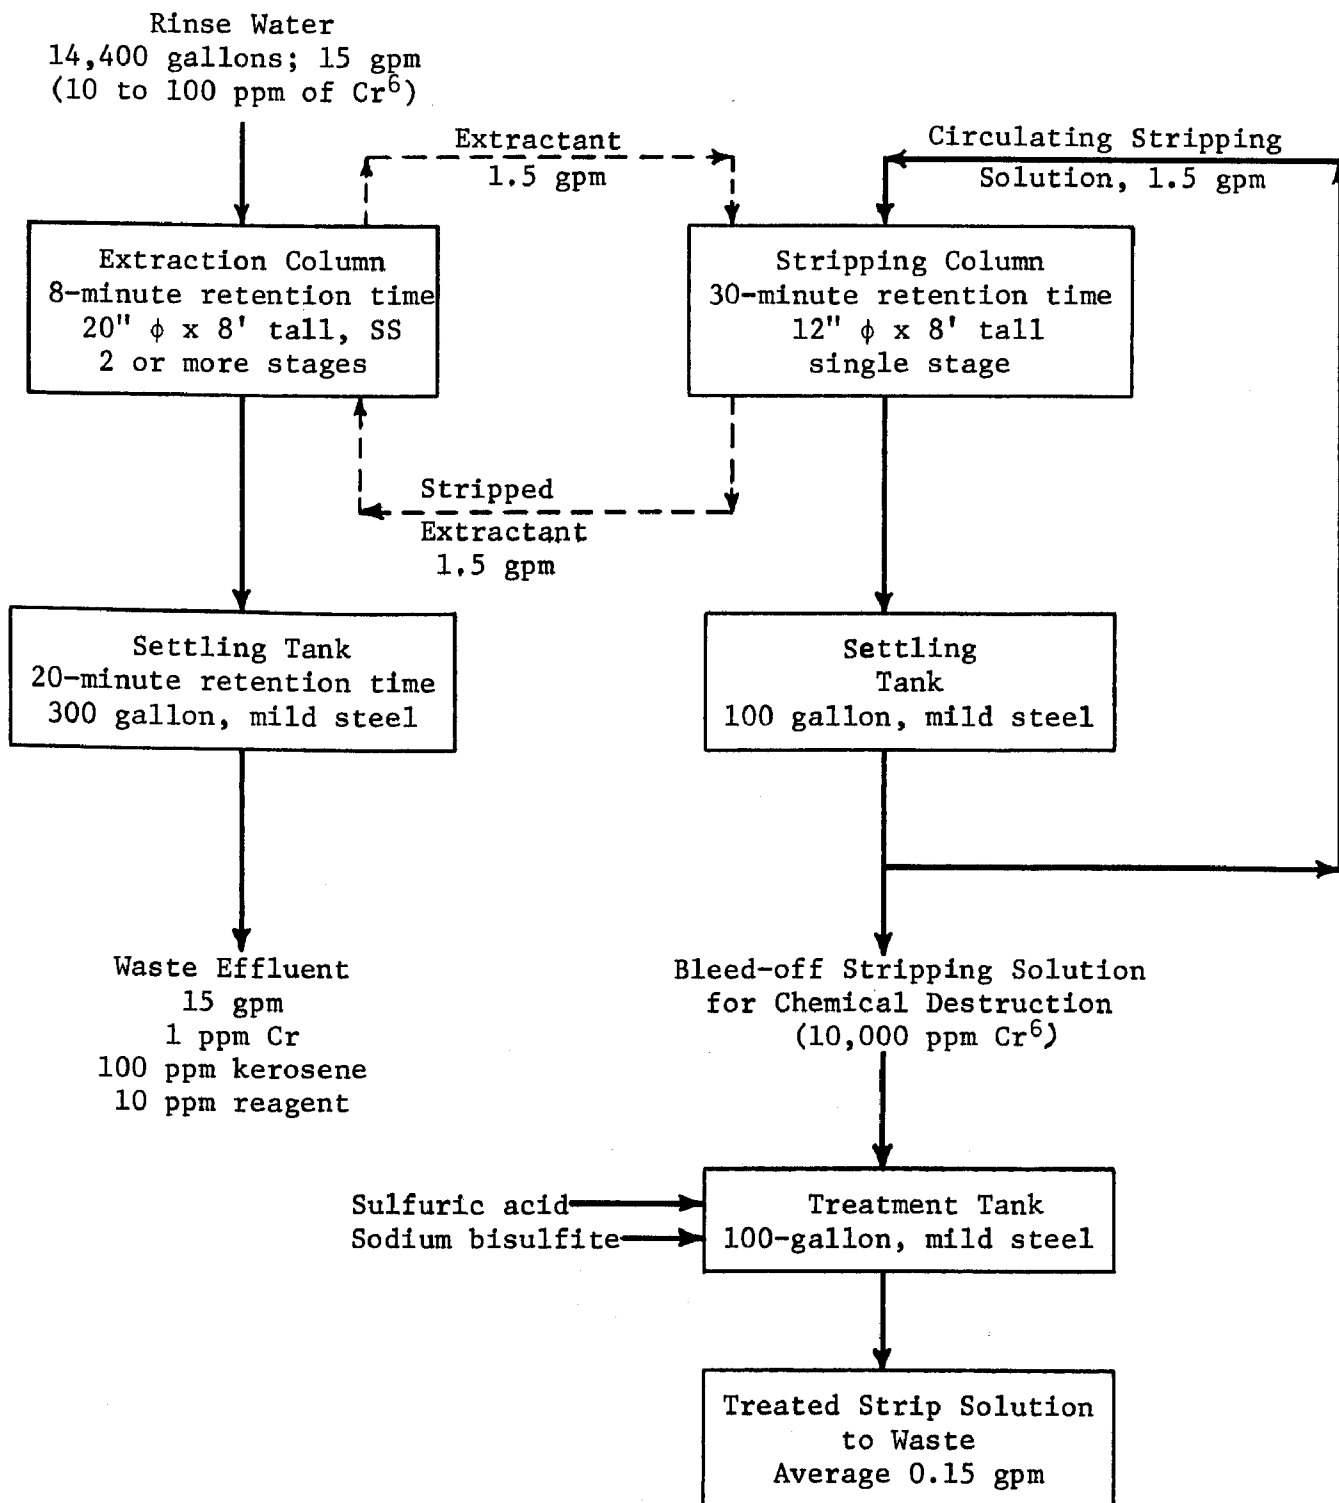 Rinse Water
14,400 gallons; 15 gpm
(10 to 100 ppm of Cr⁶)
Extractant
1.5 gpm
Circulating Stripping
Solution, 1.5 gpm
Extraction Column
8-minute retention time
20" ϕ x 8' tall, SS
2 or more stages
Stripping Column
30-minute retention time
12" ϕ x 8' tall
single stage
Stripped
Extractant
1.5 gpm
Settling Tank
20-minute retention time
300 gallon, mild steel
Settling
Tank
100 gallon, mild steel
Waste Effluent
15 gpm
1 ppm Cr
100 ppm kerosene
10 ppm reagent
Bleed-off Stripping Solution
for Chemical Destruction
(10,000 ppm Cr⁶)
Sulfuric acid
Sodium bisulfite
Treatment Tank
100-gallon, mild steel
Treated Strip Solution
to Waste
Average 0.15 gpm